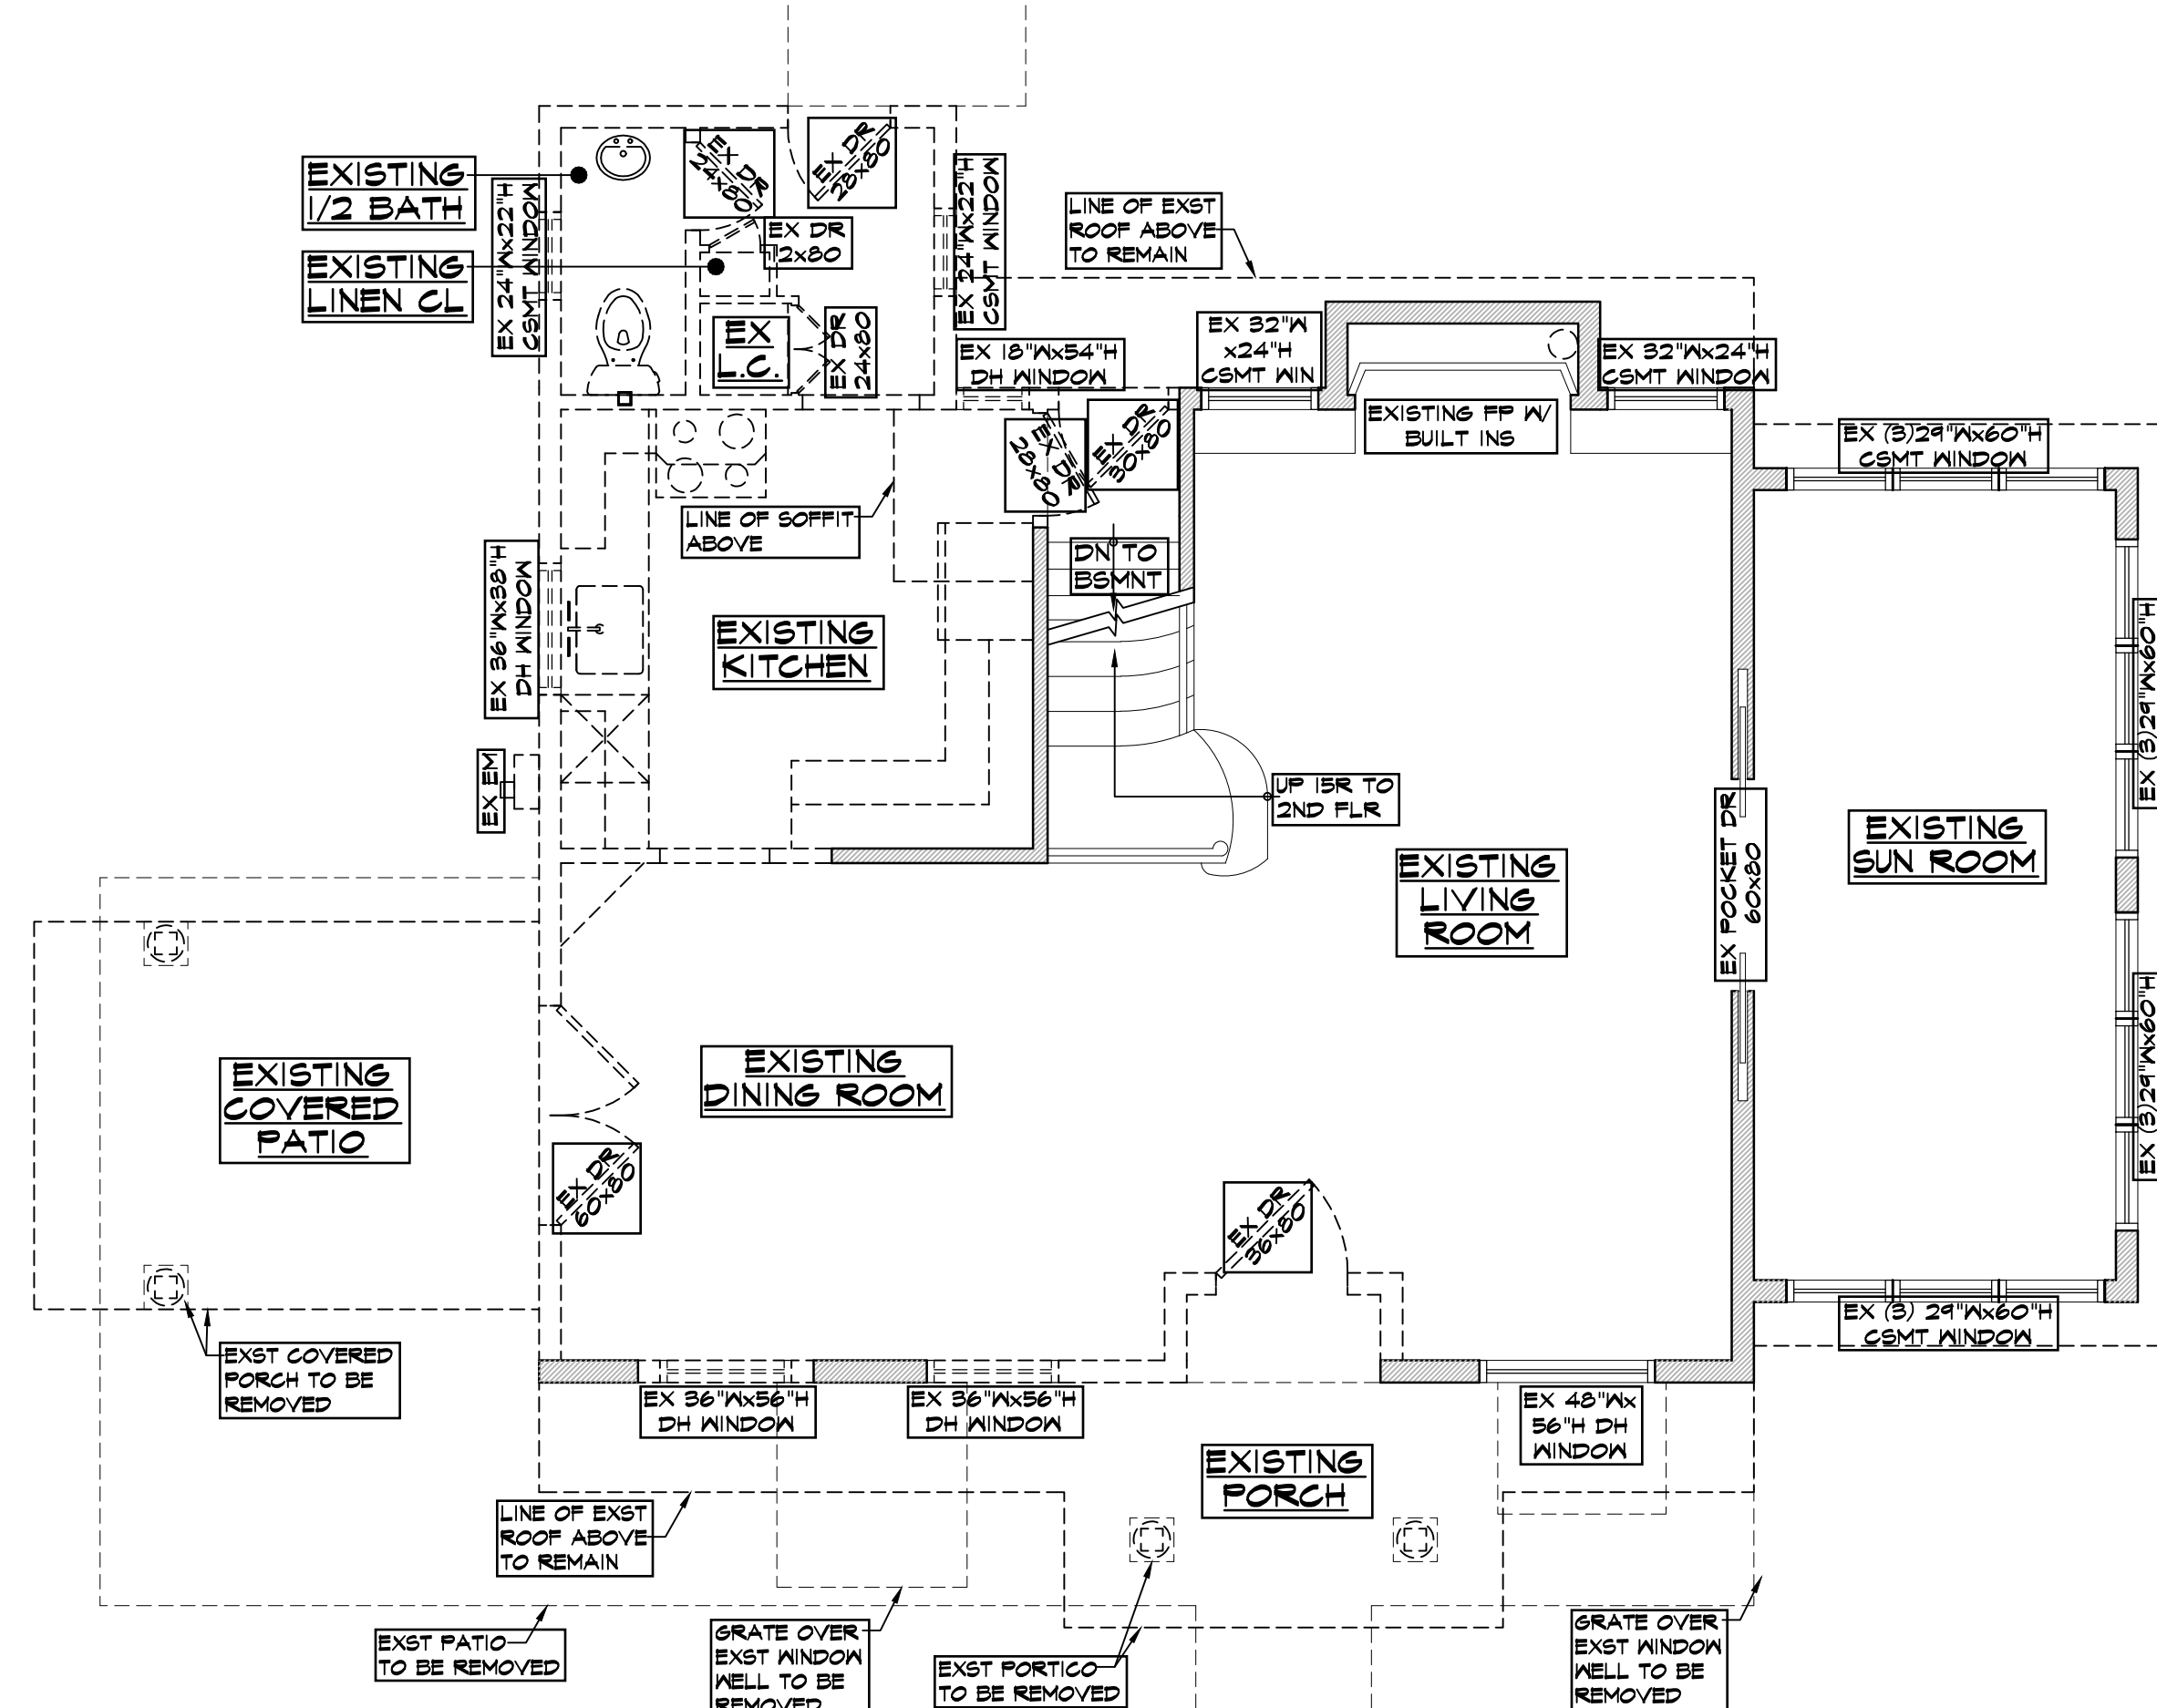 EXISTING
1/2 BATH
EXISTING
LINEN CL
EX 24"Wx22"H
CSMT WINDOW
EX DR
24x80
EX DR
28x80
EX DR
2x80
EX 24"Wx22"H
CSMT WINDOW
EX
L.C.
EX DR
24x80
LINE OF EXST
ROOF ABOVE
TO REMAIN
EX 18"Wx54"H
DH WINDOW
EX 32"W
x24"H
CSMT WIN
EX 32"Wx24"H
CSMT WINDOW
EXISTING FP W/
BUILT INS
EX DR
28x80
EX DR
30x80
EX (3)29"Wx60"H
CSMT WINDOW
LINE OF SOFFIT
ABOVE
DN TO
BSMNT
EX 36"Wx38"H
DH WINDOW
EXISTING
KITCHEN
EX (3)29"Wx60"H
EX EM
UP 15R TO
2ND FLR
EX POCKET DR
60x80
EXISTING
SUN ROOM
EXISTING
LIVING
ROOM
EX (3)29"Wx60"H
EXISTING
COVERED
PATIO
EXISTING
DINING ROOM
EX DR
60x80
EX DR
36x80
EX (3) 29"Wx60"H
CSMT WINDOW
EXST COVERED
PORCH TO BE
REMOVED
EX 36"Wx56"H
DH WINDOW
EX 36"Wx56"H
DH WINDOW
EX 48"Wx
56"H DH
WINDOW
EXISTING
PORCH
LINE OF EXST
ROOF ABOVE
TO REMAIN
EXST PATIO
TO BE REMOVED
GRATE OVER
EXST WINDOW
WELL TO BE
REMOVED
EXST PORTICO
TO BE REMOVED
GRATE OVER
EXST WINDOW
WELL TO BE
REMOVED